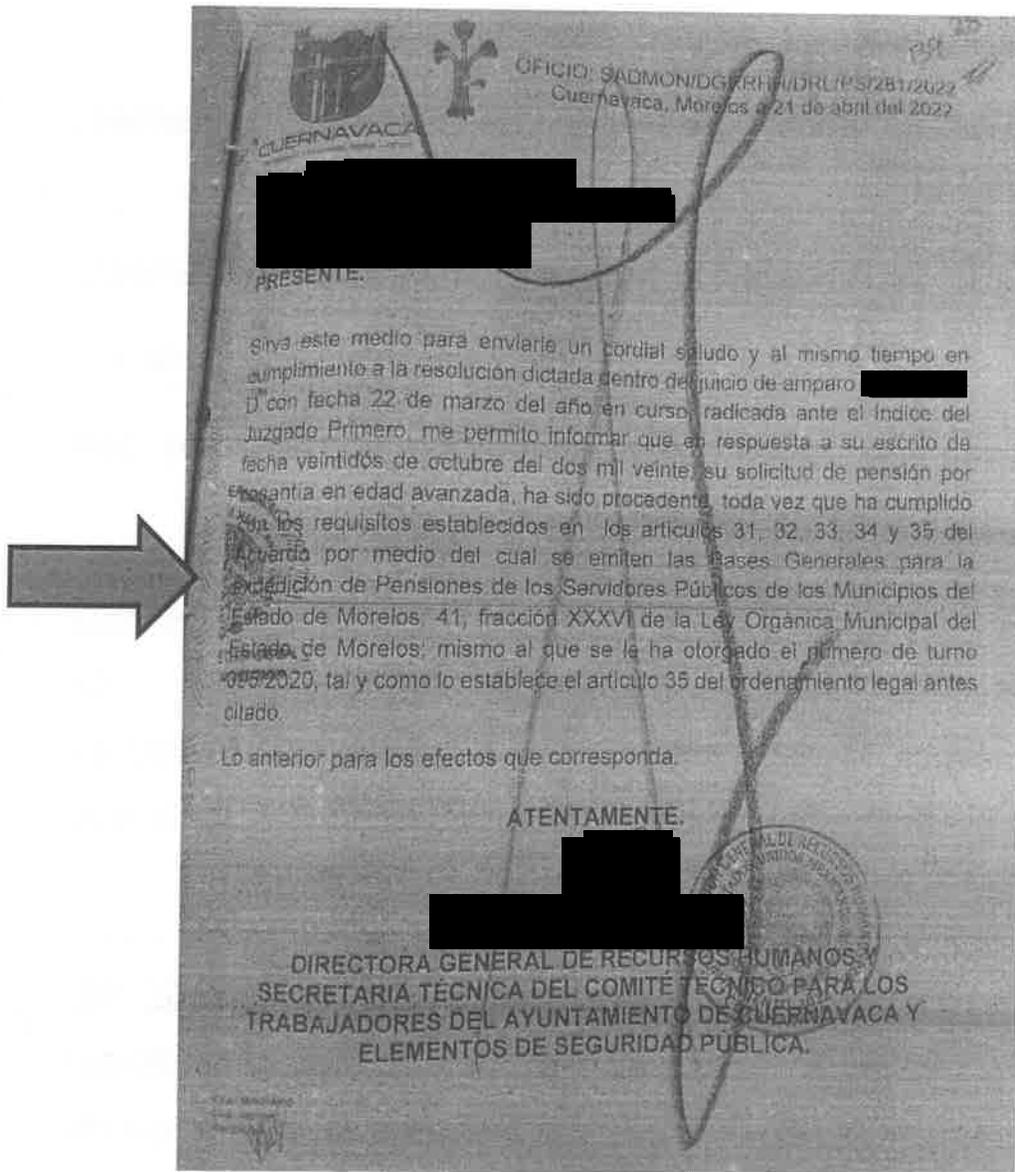 OFICIO: SADMON/DGRRHH/DRL/PS/281/2022
Cuernavaca, Morelos a 21 de abril del 2022
CUERNAVACA
PRESENTE.
Sirva este medio para enviarle un cordial saludo y al mismo tiempo en
cumplimiento a la resolución dictada dentro del juicio de amparo
D con fecha 22 de marzo del año en curso, radicada ante el índice del
Juzgado Primero, me permito informar que en respuesta a su escrito de
fecha veintidós de octubre del dos mil veinte, su solicitud de pensión por
cesantía en edad avanzada, ha sido procedente, toda vez que ha cumplido
con los requisitos establecidos en los artículos 31, 32, 33, 34 y 35 del
Acuerdo por medio del cual se emiten las Bases Generales para la
expedición de Pensiones de los Servidores Públicos de los Municipios del
Estado de Morelos; 41, fracción XXXVI de la Ley Orgánica Municipal del
Estado de Morelos; mismo al que se le ha otorgado el número de turno
/2020, tal y como lo establece el artículo 35 del ordenamiento legal antes
citado.
Lo anterior para los efectos que corresponda.
ATENTAMENTE.
DIRECTORA GENERAL DE RECURSOS HUMANOS Y
SECRETARIA TÉCNICA DEL COMITÉ TÉCNICO PARA LOS
TRABAJADORES DEL AYUNTAMIENTO DE CUERNAVACA Y
ELEMENTOS DE SEGURIDAD PÚBLICA.